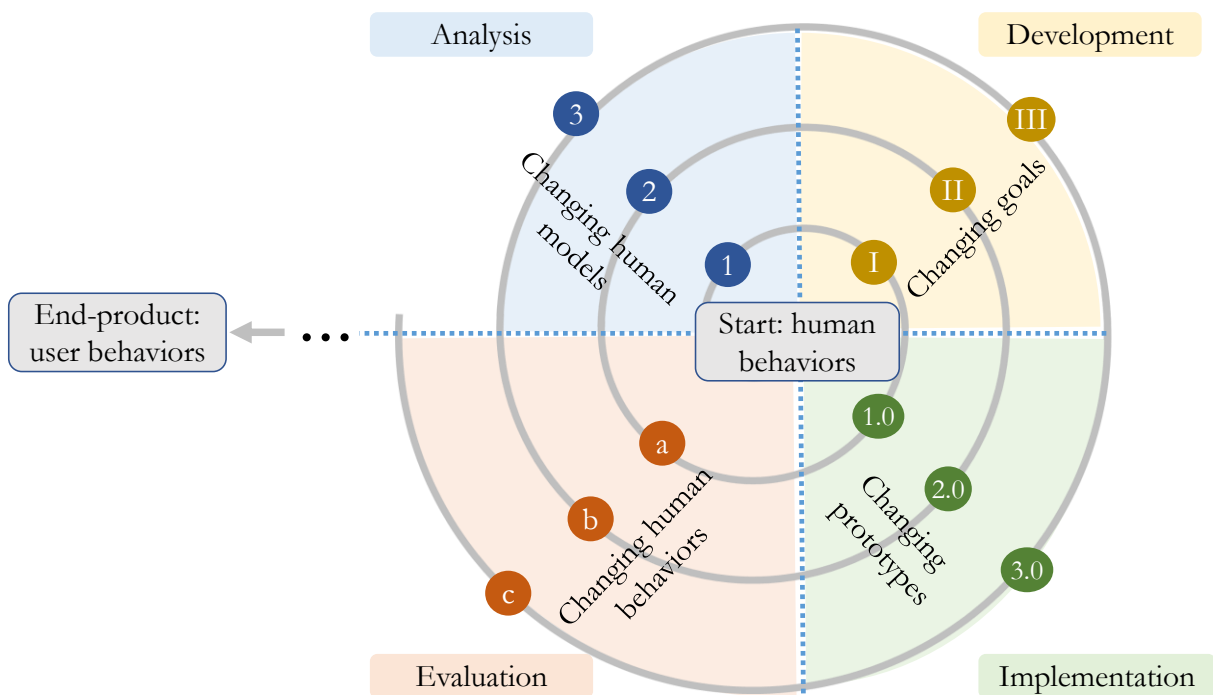 Analysis
Development
3
III
2
II
Changing human
models
Changing goals
1
I
End-product:
user behaviors
...
Start: human
behaviors
a
1.0
b
2.0
Changing human
behaviors
Changing
prototypes
c
3.0
Evaluation
Implementation